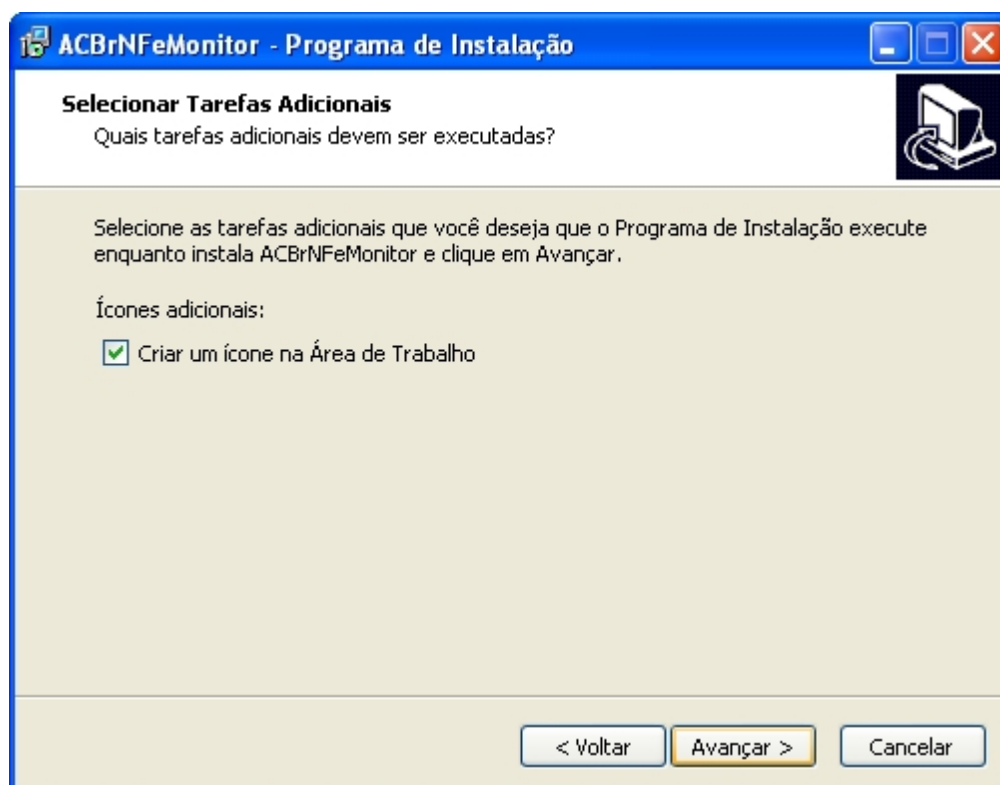 ACBrNFeMonitor - Programa de Instalação
Selecionar Tarefas Adicionais
Quais tarefas adicionais devem ser executadas?
Selecione as tarefas adicionais que você deseja que o Programa de Instalação execute
enquanto instala ACBrNFeMonitor e clique em Avançar.
Ícones adicionais:
Criar um ícone na Área de Trabalho
< Voltar
Avançar >
Cancelar